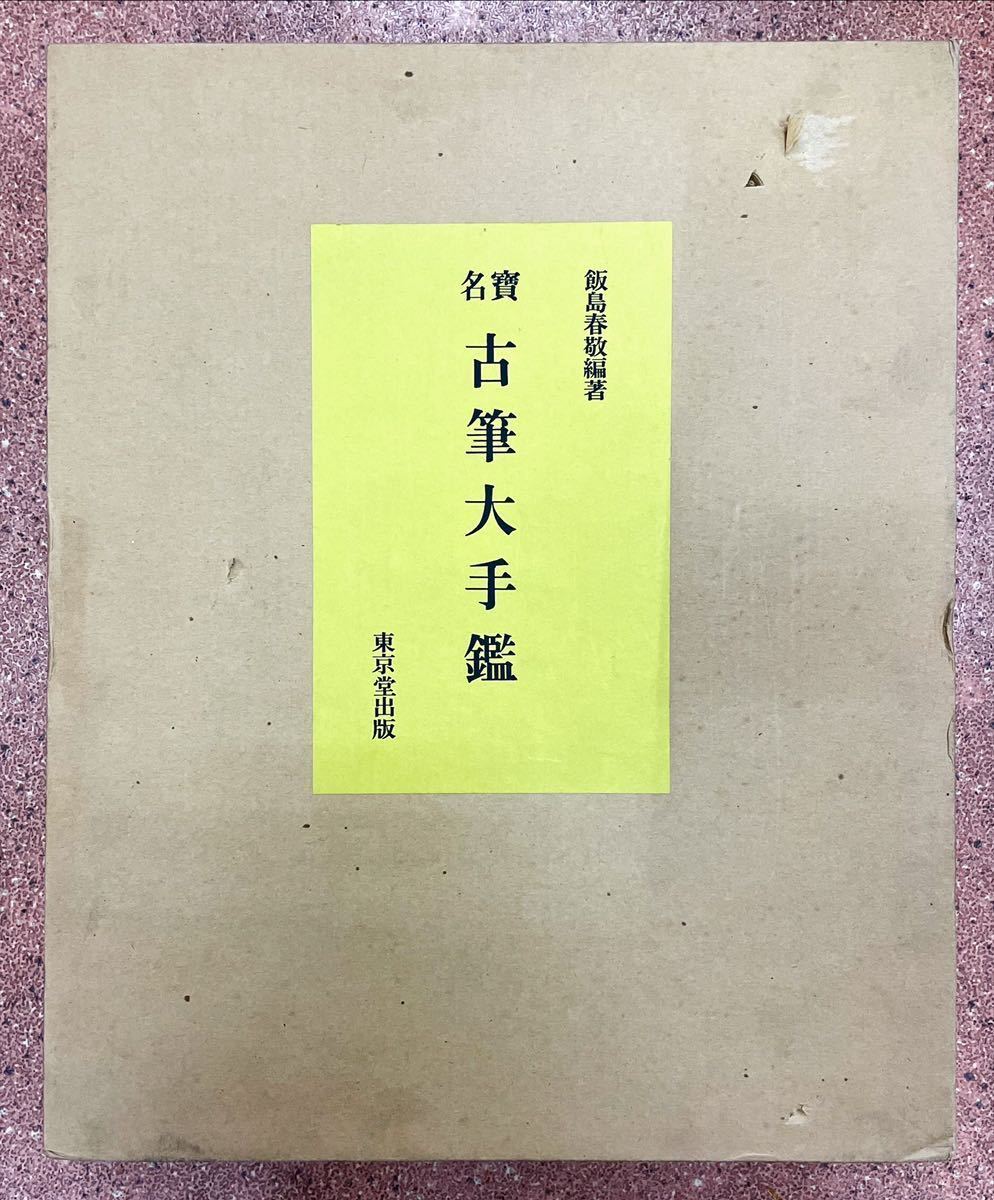 飯島春敬編著
名寶
古筆大手鑑
東京堂出版